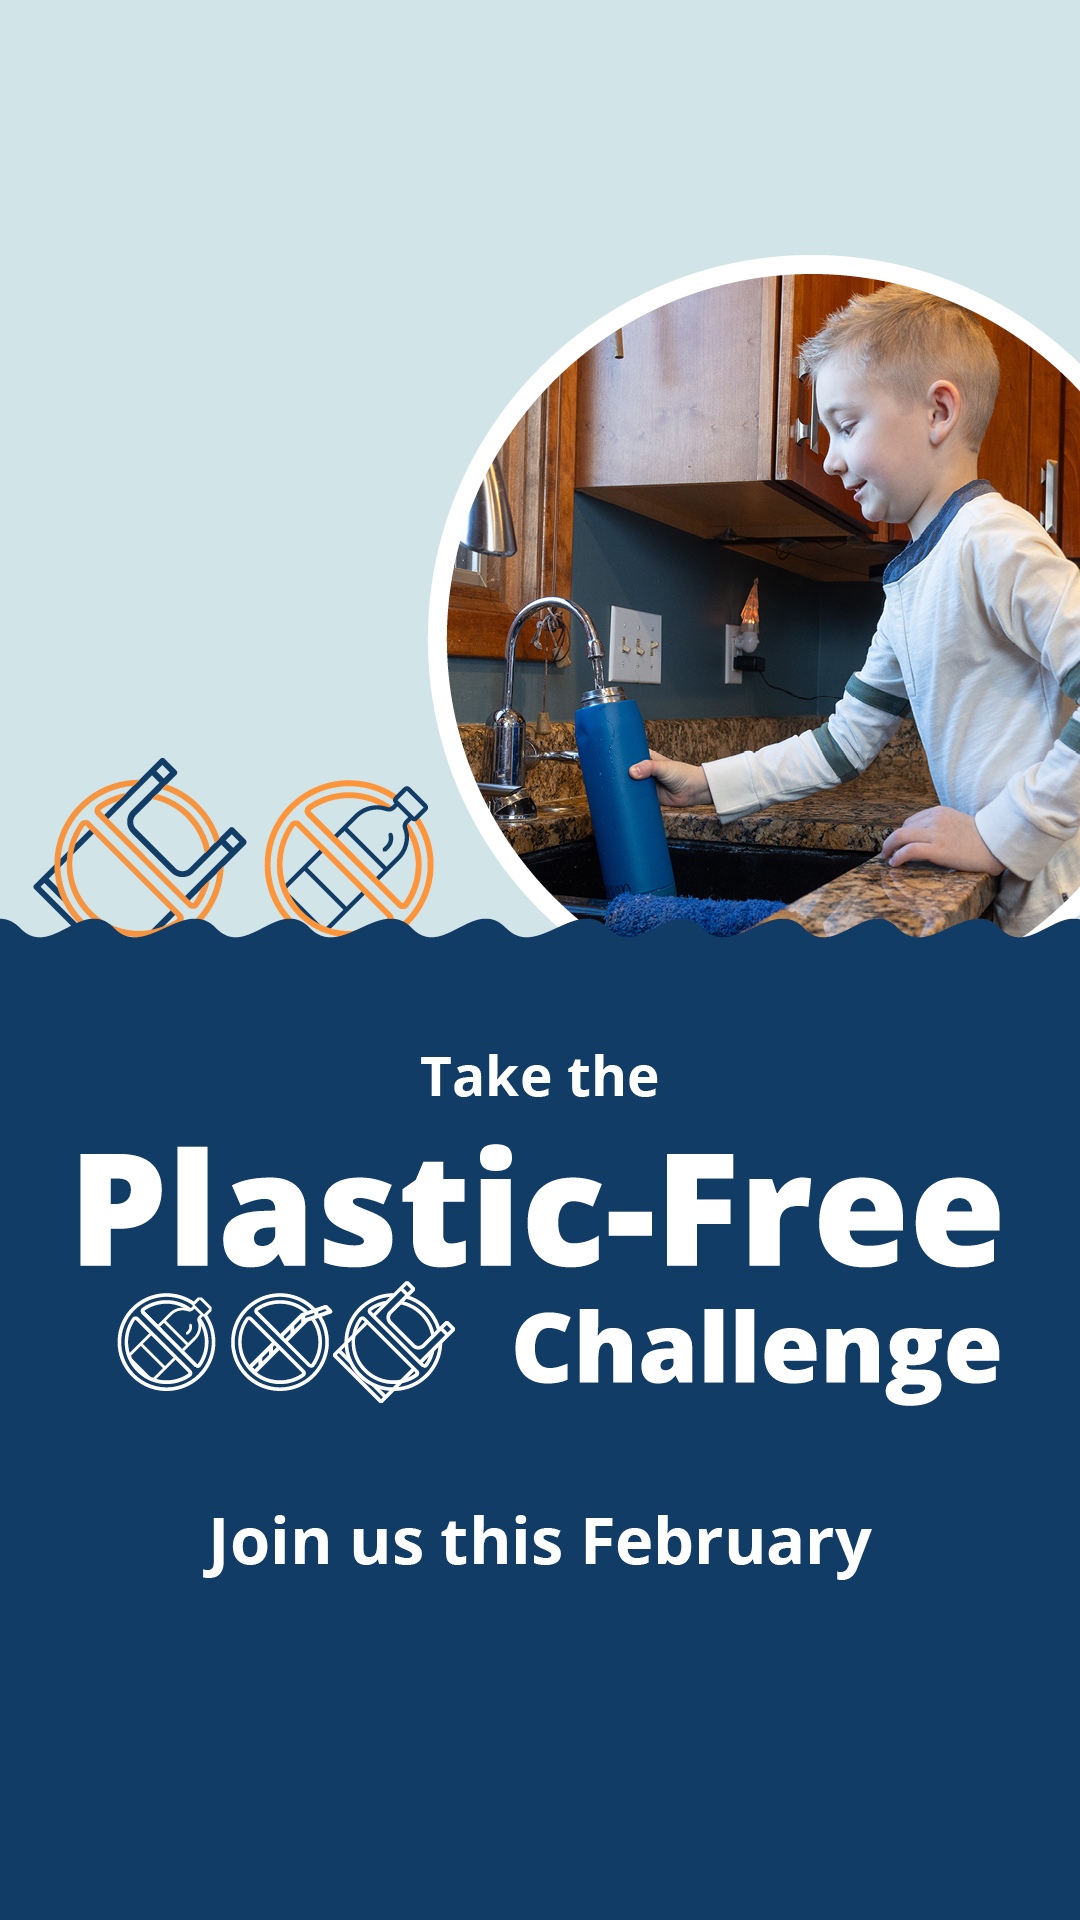 Take the
Plastic-Free
Challenge
Join us this February